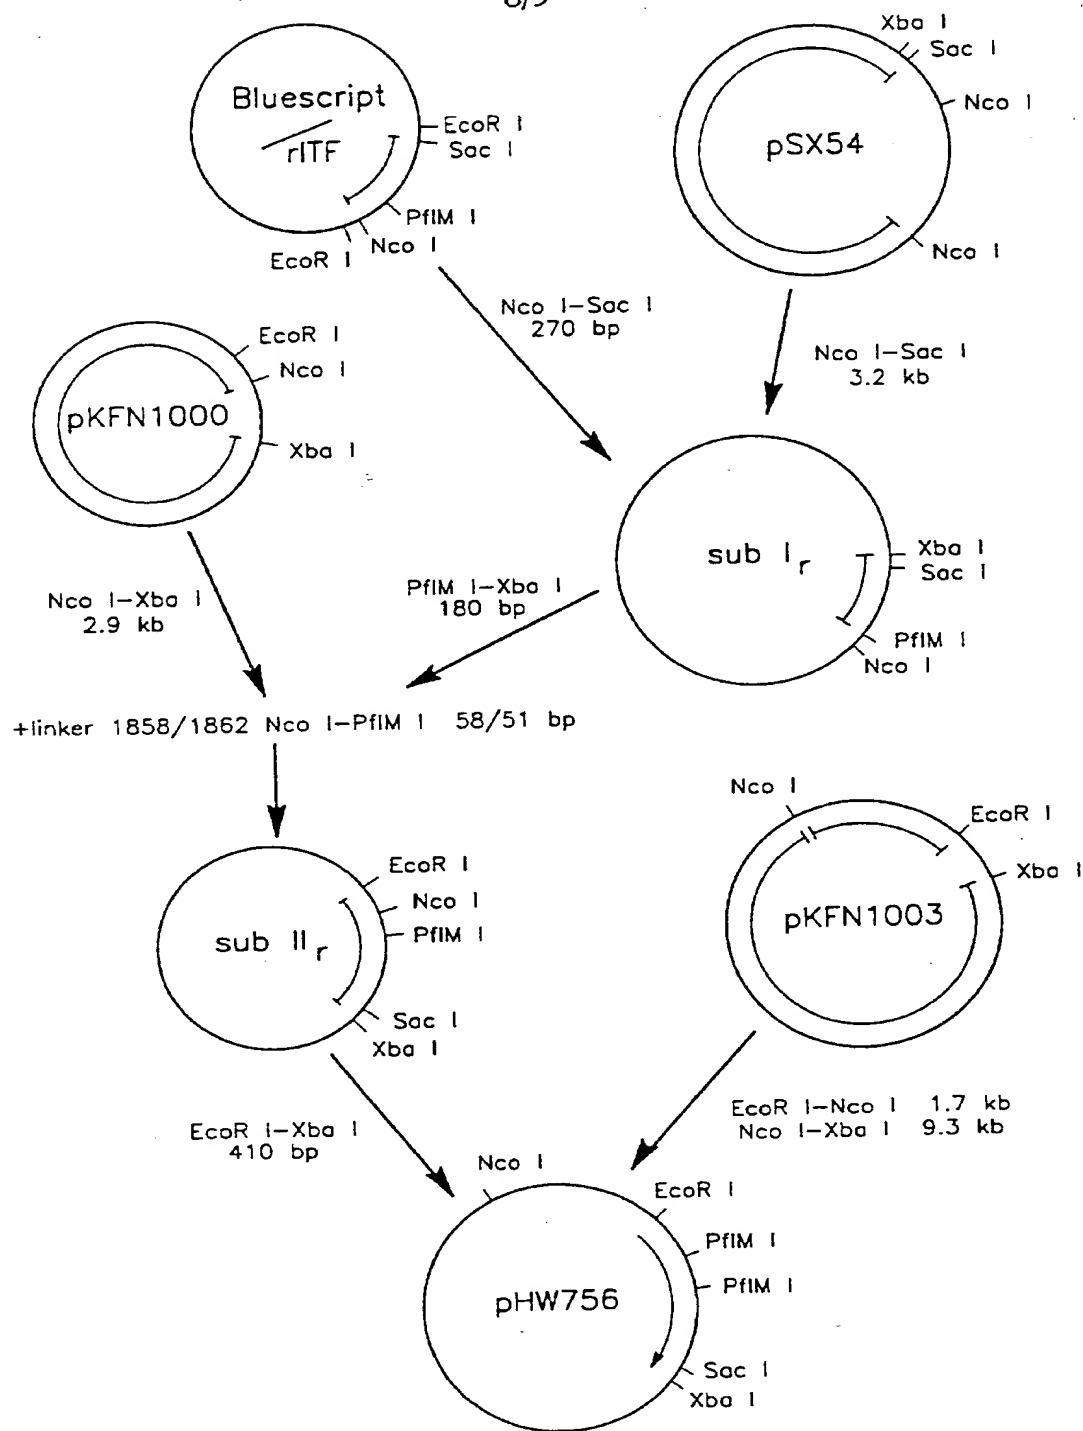 8/9
Bluescript
rITF
EcoR I
Sac I
PflM I
Nco I
EcoR I
Xba I
Sac I
Nco I
pSX54
Nco I
Nco I-Sac I
270 bp
Nco I-Sac I
3.2 kb
EcoR I
Nco I
pKFN1000
Xba I
sub Ir
Xba I
Sac I
PflM I
Nco I
Nco I-Xba I
2.9 kb
PflM I-Xba I
180 bp
+linker 1858/1862 Nco I-PflM I 58/51 bp
EcoR I
Nco I
PflM I
sub IIr
Sac I
Xba I
Nco I
EcoR I
Xba I
pKFN1003
EcoR I-Xba I
410 bp
EcoR I-Nco I 1.7 kb
Nco I-Xba I 9.3 kb
Nco I
EcoR I
PflM I
PflM I
pHW756
Sac I
Xba I